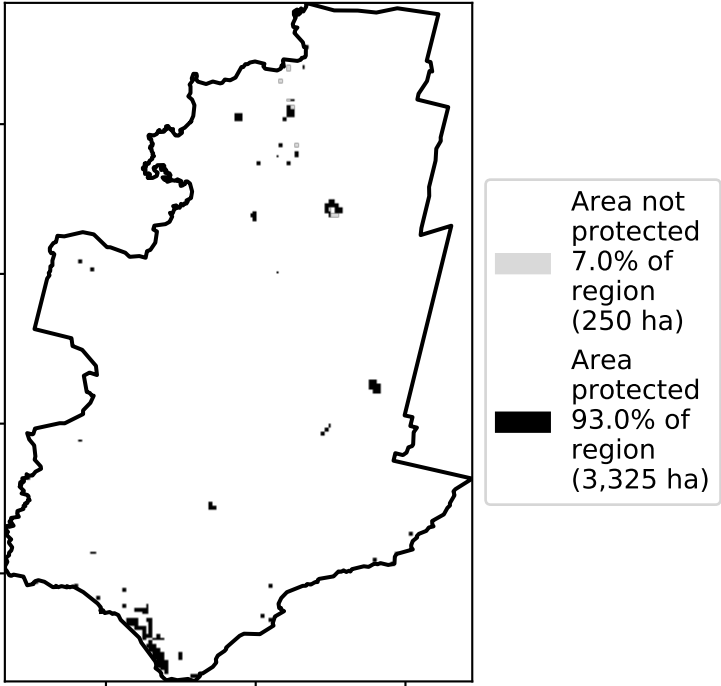 Area not
protected
7.0% of
region
(250 ha)
Area
protected
93.0% of
region
(3,325 ha)